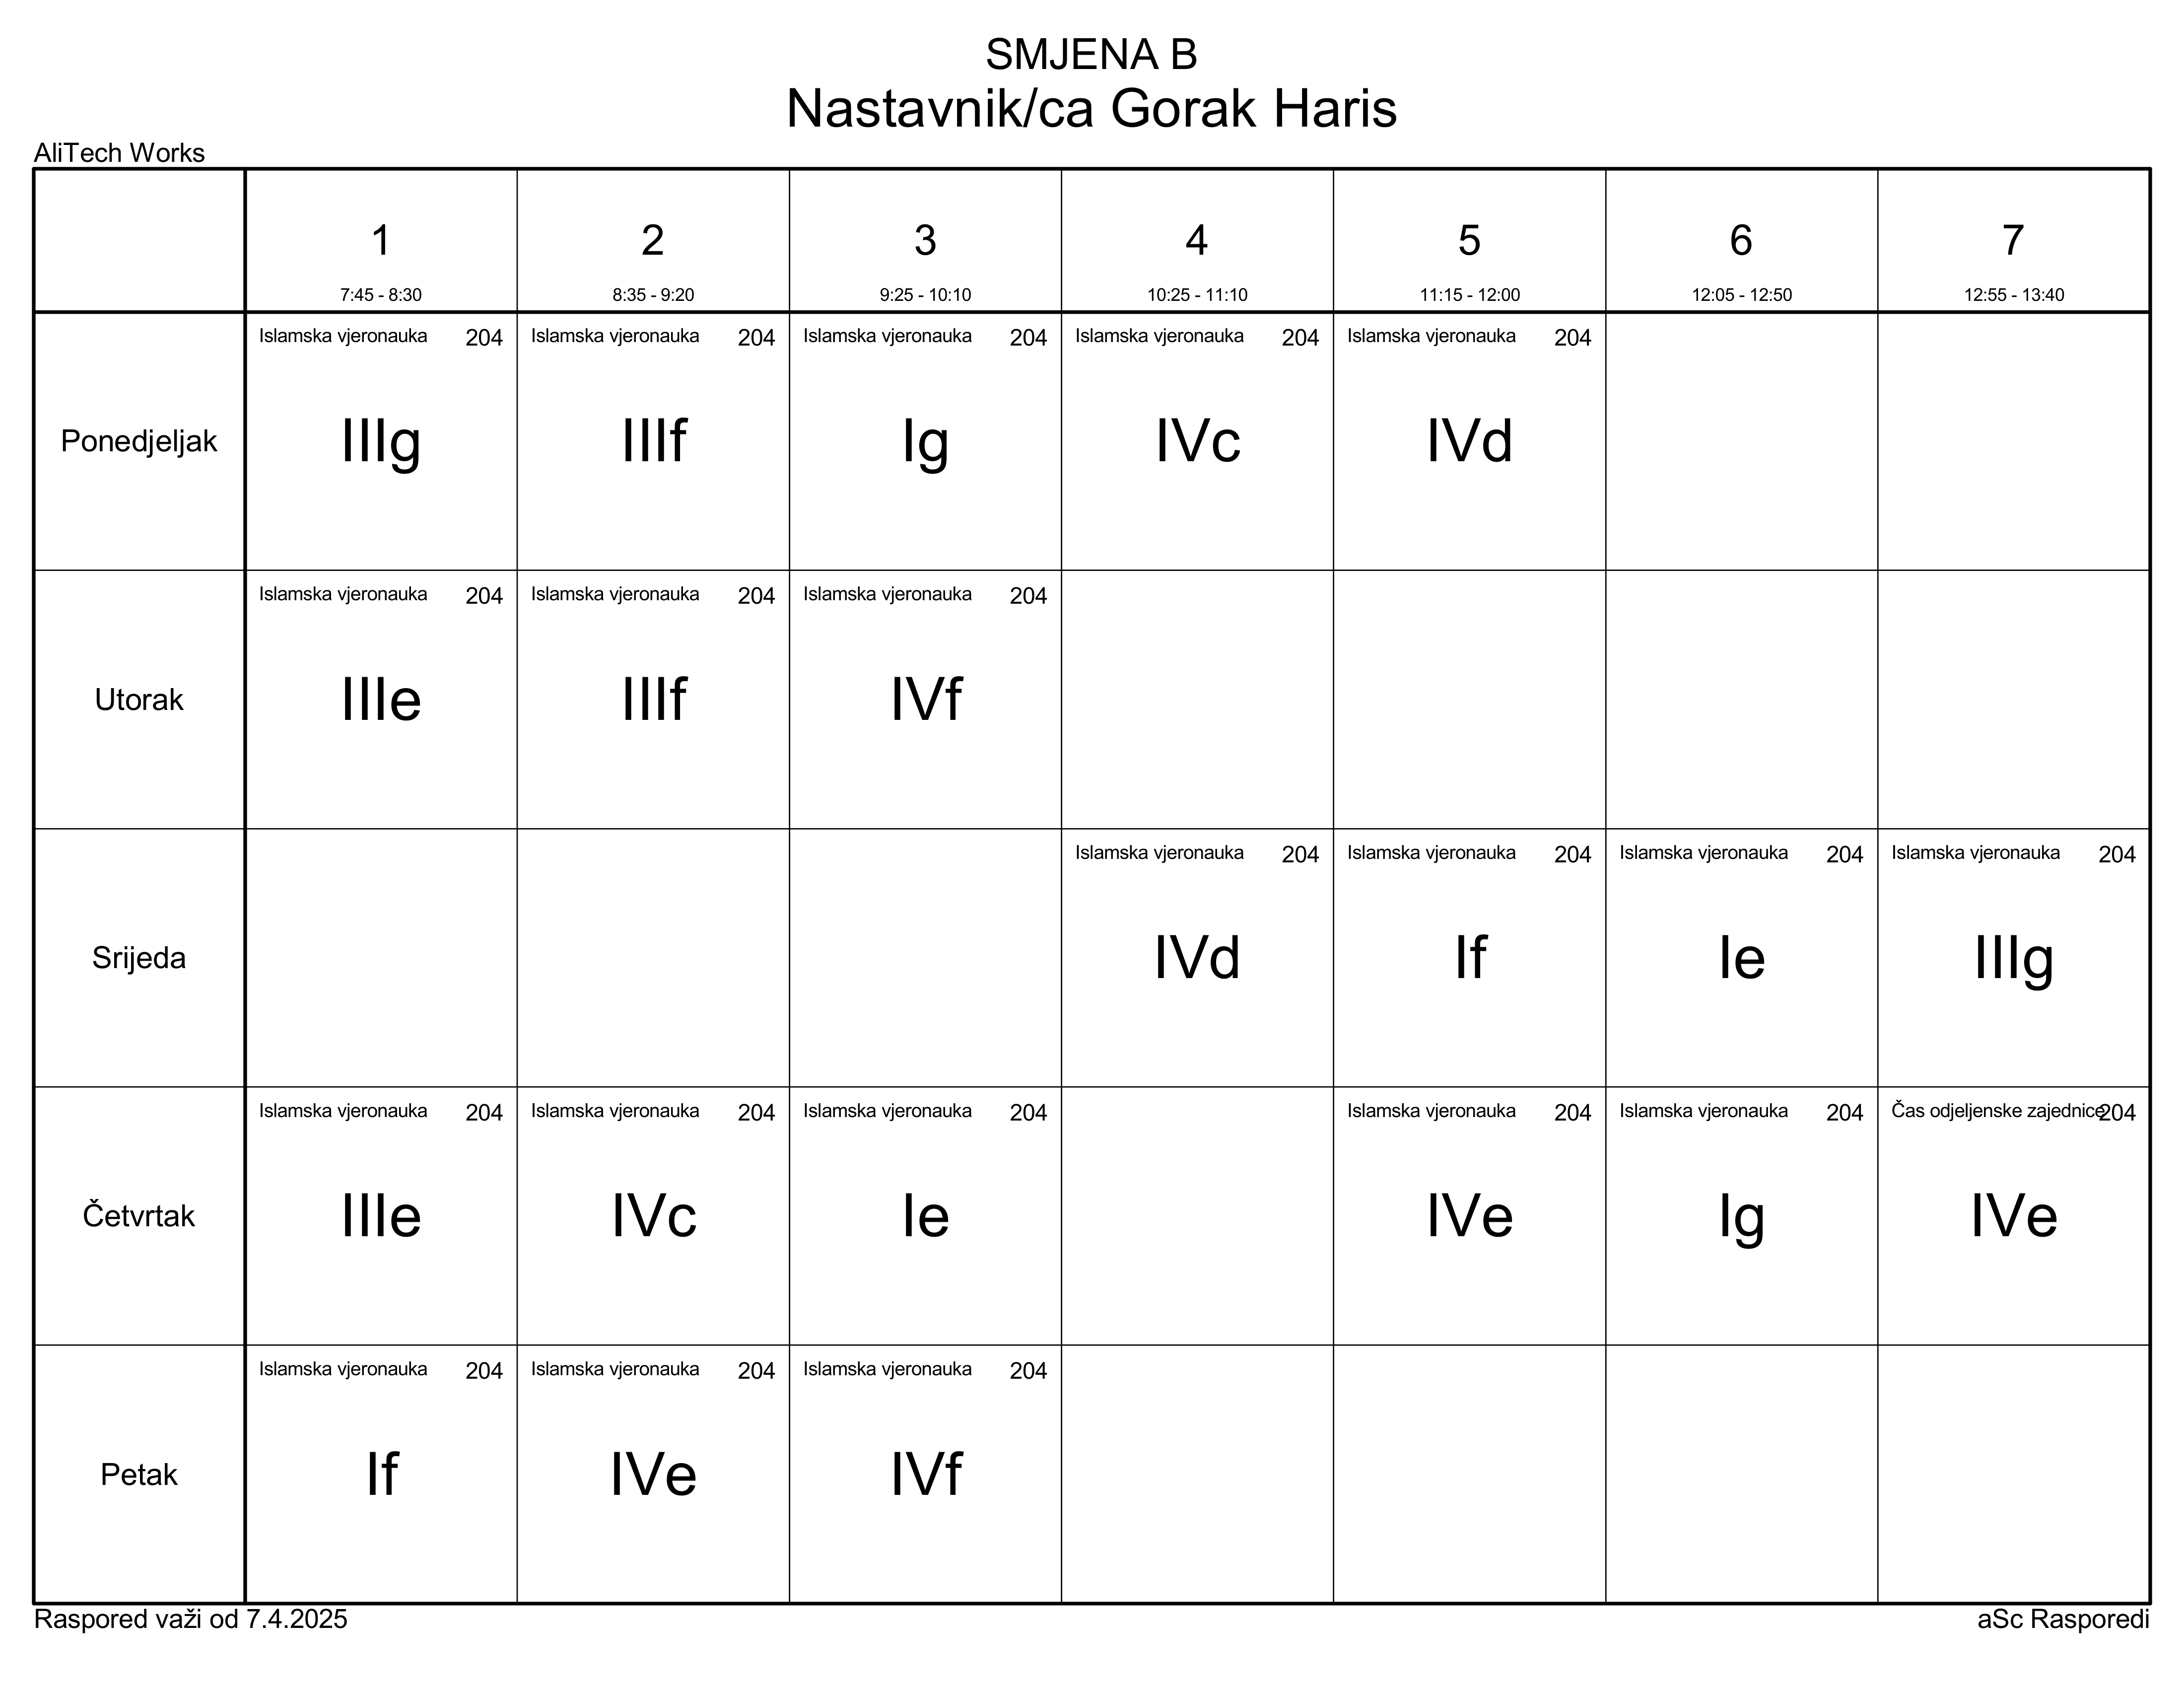 SMJENA B
Nastavnik/ca Gorak Haris
AliTech Works
1 2 3 4 5 6 7
7:45 - 8:30 8:35 - 9:20 9:25 - 10:10 10:25 - 11:10 11:15 - 12:00 12:05 - 12:50 12:55 - 13:40
Islamska vjeronauka 204 Islamska vjeronauka 204 Islamska vjeronauka 204 Islamska vjeronauka 204 Islamska vjeronauka 204
Ponedjeljak IIIg IIIf Ig IVc IVd
Islamska vjeronauka 204 Islamska vjeronauka 204 Islamska vjeronauka 204
Utorak IIIe IIIf IVf
Islamska vjeronauka 204 Islamska vjeronauka 204 Islamska vjeronauka 204 Islamska vjeronauka 204
Srijeda IVd If Ie IIIg
Islamska vjeronauka 204 Islamska vjeronauka 204 Islamska vjeronauka 204 Islamska vjeronauka 204 Islamska vjeronauka 204 Čas odjeljenske zajednice 204
Četvrtak IIIe IVc Ie IVe Ig IVe
Islamska vjeronauka 204 Islamska vjeronauka 204 Islamska vjeronauka 204
Petak If IVe IVf
Raspored važi od 7.4.2025 aSc Rasporedi